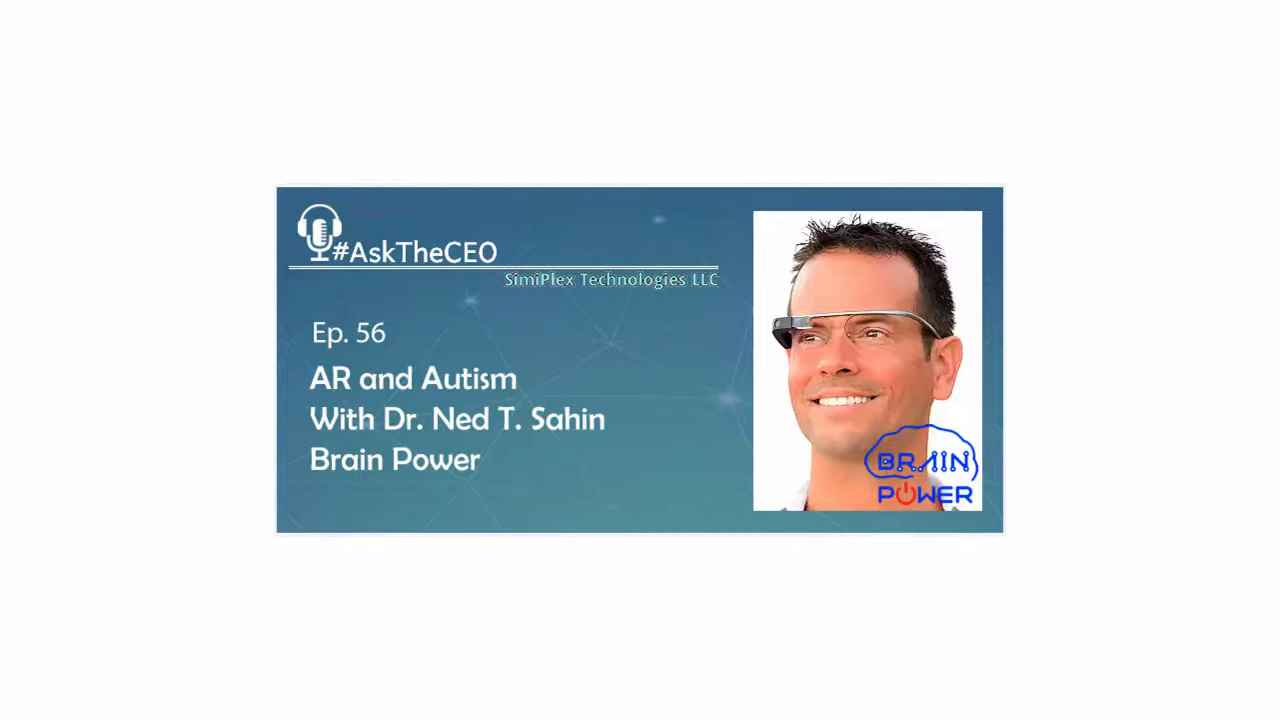 #AskTheCEO
SimiPlex Technologies LLC
Ep. 56
AR and Autism
With Dr. Ned T. Sahin
Brain Power
BRAIN
POWER